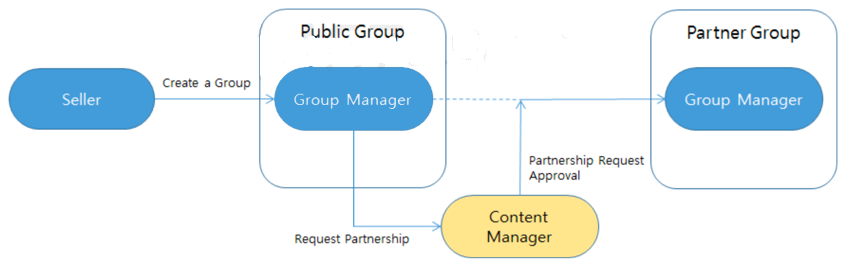 Public Group
Partner Group
Seller
Create a Group
Group Manager
Group Manager
Partnership Request
Approval
Request Partnership
Content
Manager